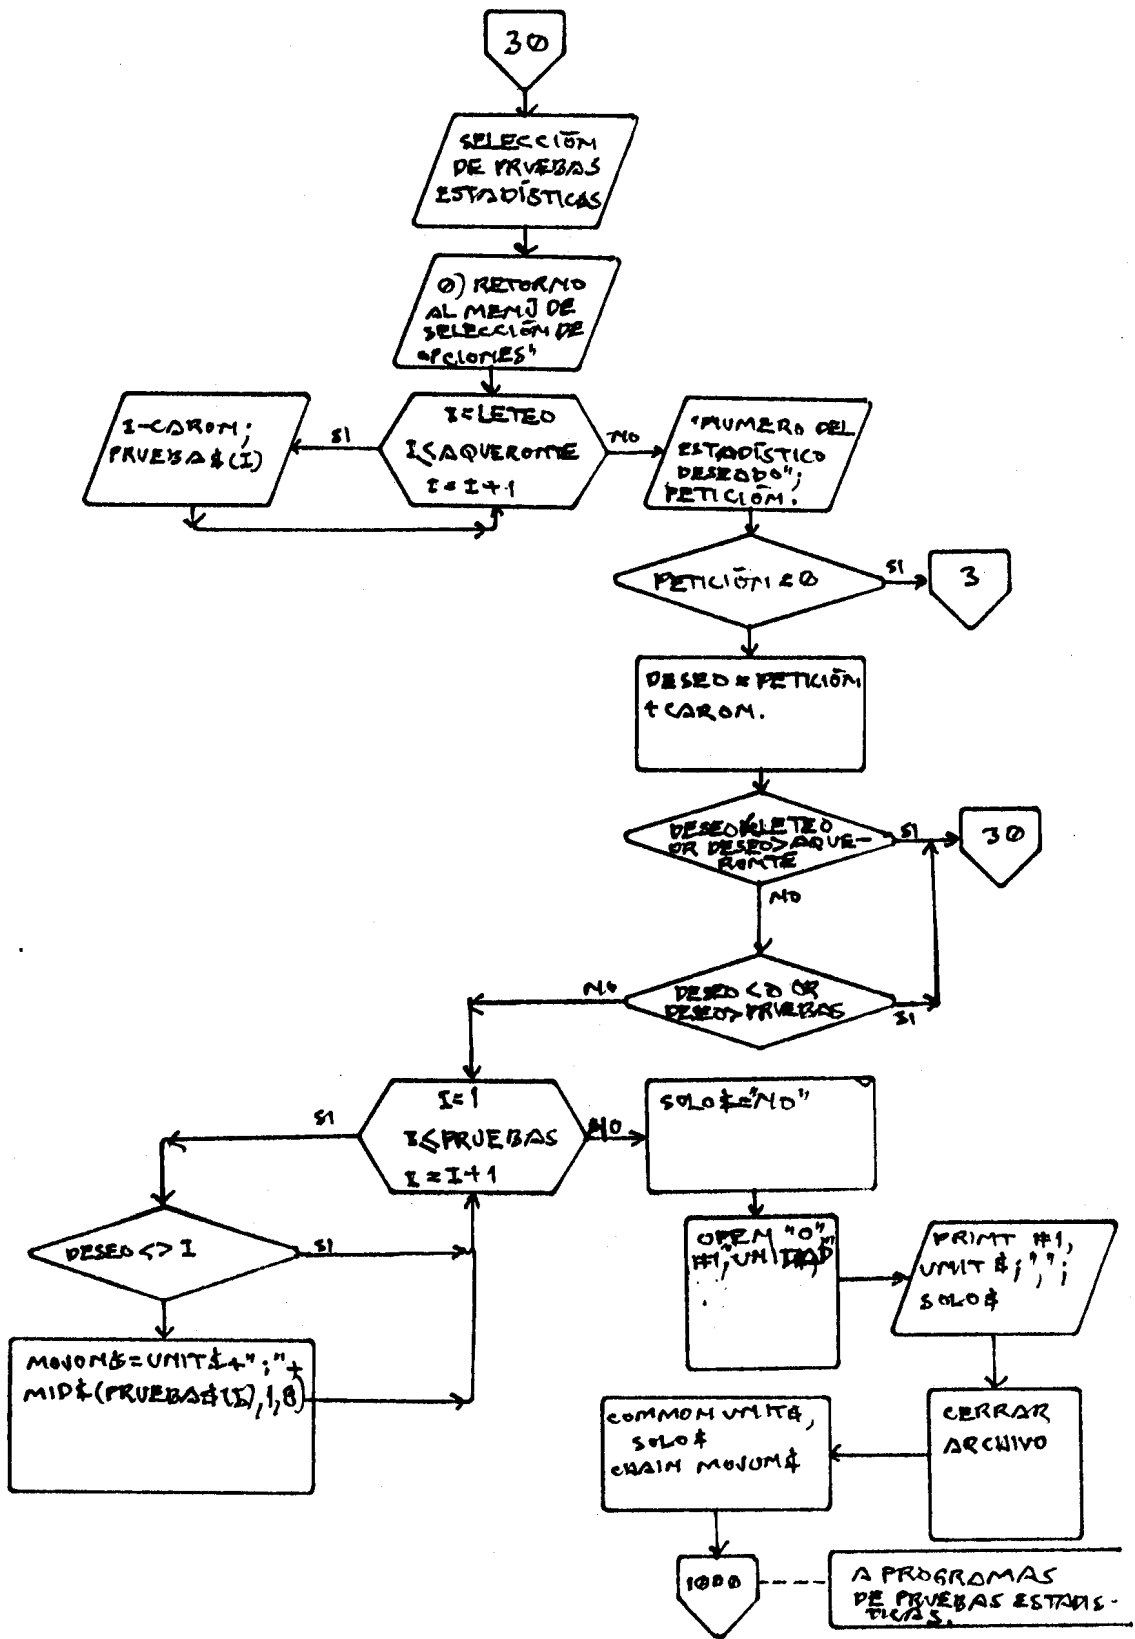 30
SELECCIÓN
DE PRUEBAS
ESTADÍSTICAS
0) RETORNO
AL MENÚ DE
SELECCIÓN DE
OPCIONES"
I=LETEO
I≤AQUERONTE
I=I+1
SI
NO
I-CARON;
PRUEBA$(I)
"NUMERO DEL
ESTADÍSTICO
DESEADO";
PETICIÓN.
PETICIÓN=0
SI
3
DESEO=PETICIÓN
+CARON.
DESEO<LETEO
OR DESEO>AQUE-
RONTE
SI
30
NO
DESEO<0 OR
DESEO>PRUEBAS
NO
SI
I=1
I≤PRUEBAS
I=I+1
SI
NO
SOLO$="NO"
DESEO<>I
SI
OPEN "O"
#1,"UNIDAD"
PRINT #1,
UNIT$;",";
SOLO$
MOVON$=UNIT$+";"+
MID$(PRUEBA$(I),1,8)
COMMON UNIT$,
SOLO$
CHAIN MOVON$
CERRAR
ARCHIVO
1000
A PROGRAMAS
DE PRUEBAS ESTADIS-
TICAS.